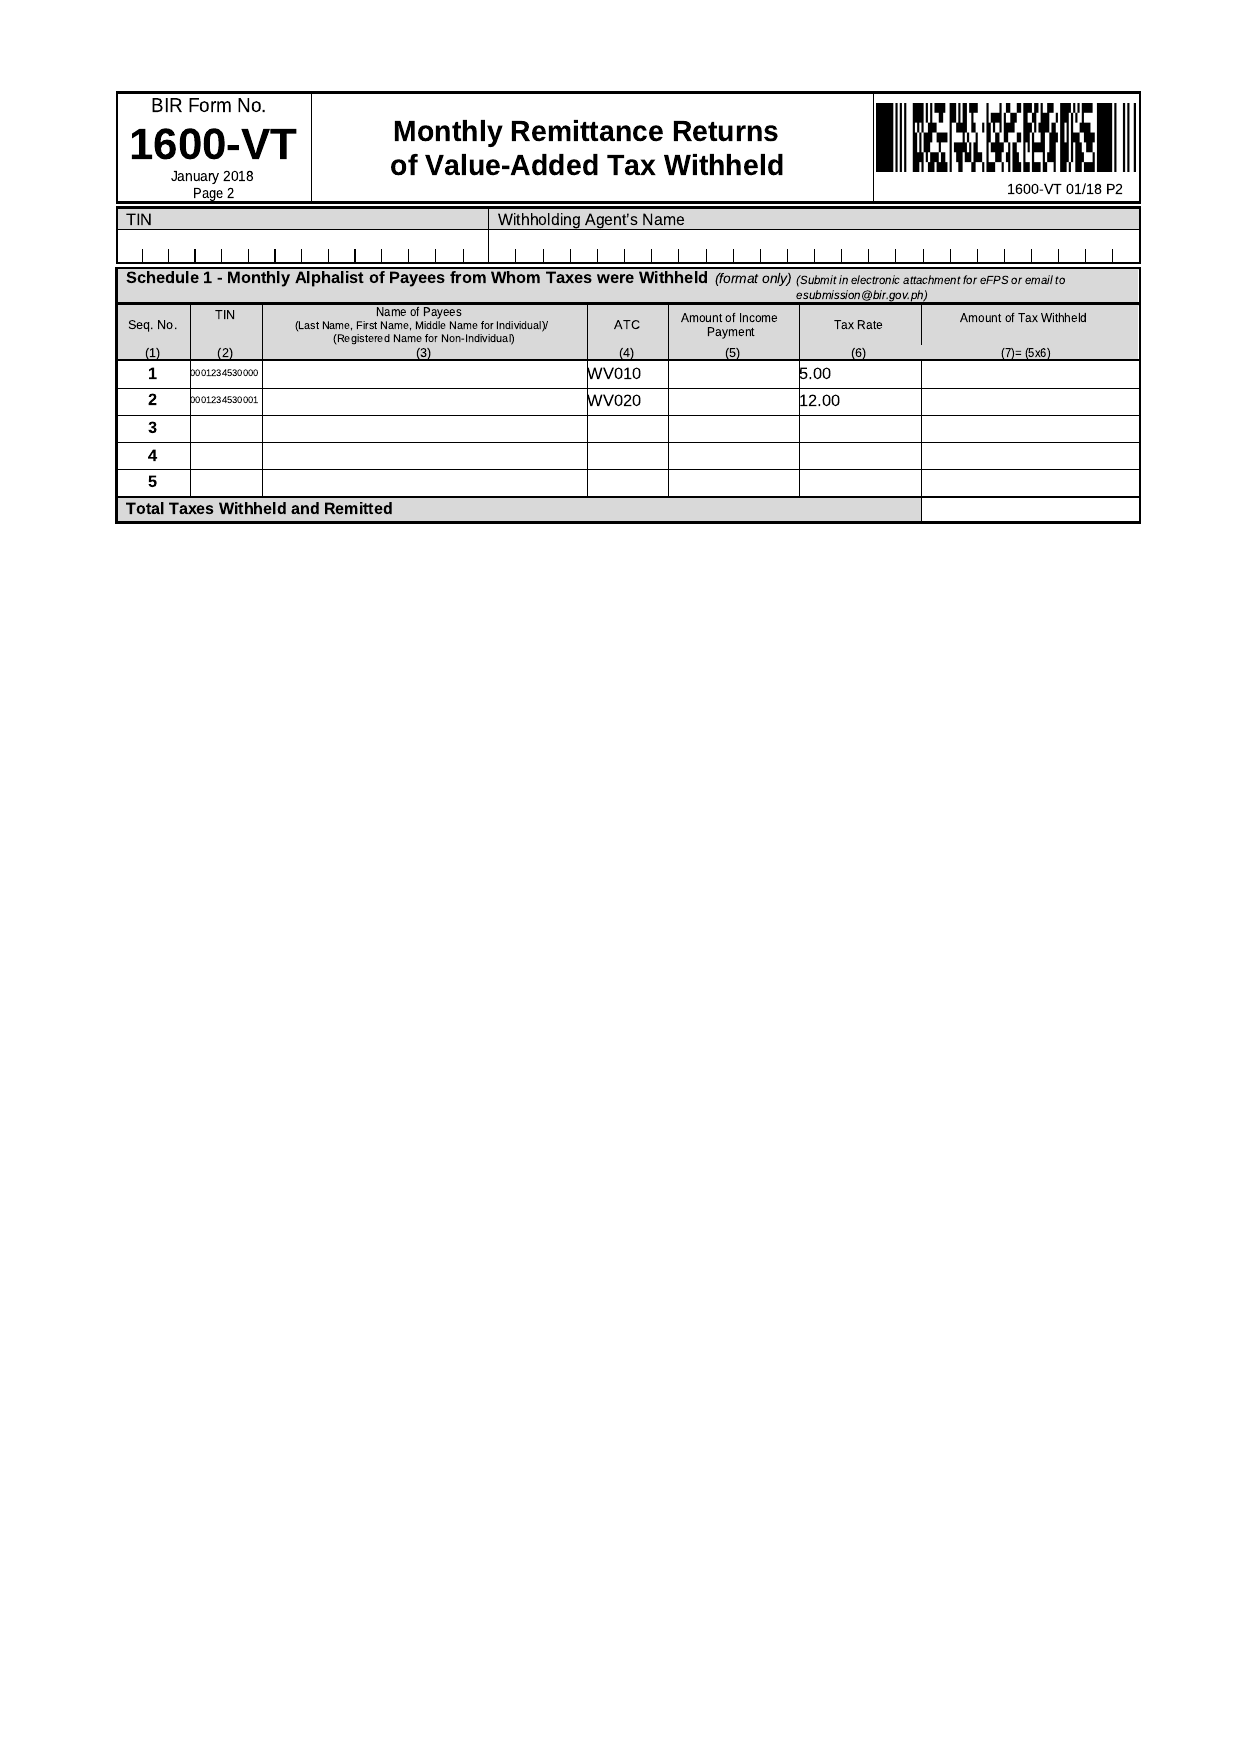 BIR Form No.
1600-VT
January 2018
Page 2
Monthly Remittance Returns
of Value-Added Tax Withheld
1600-VT 01/18 P2
TIN Withholding Agent's Name
Schedule 1 - Monthly Alphalist of Payees from Whom Taxes were Withheld (format only) (Submit in electronic attachment for eFPS or email to
esubmission@bir.gov.ph)
Seq. No.
(1)
TIN
(2)
Name of Payees
(Last Name, First Name, Middle Name for Individual)/
(Registered Name for Non-Individual)
(3)
ATC
(4)
Amount of Income
Payment
(5)
Tax Rate
(6)
Amount of Tax Withheld
(7)= (5x6)
1 0001234530000 WV010 5.00
2 0001234530001 WV020 12.00
3
4
5
Total Taxes Withheld and Remitted